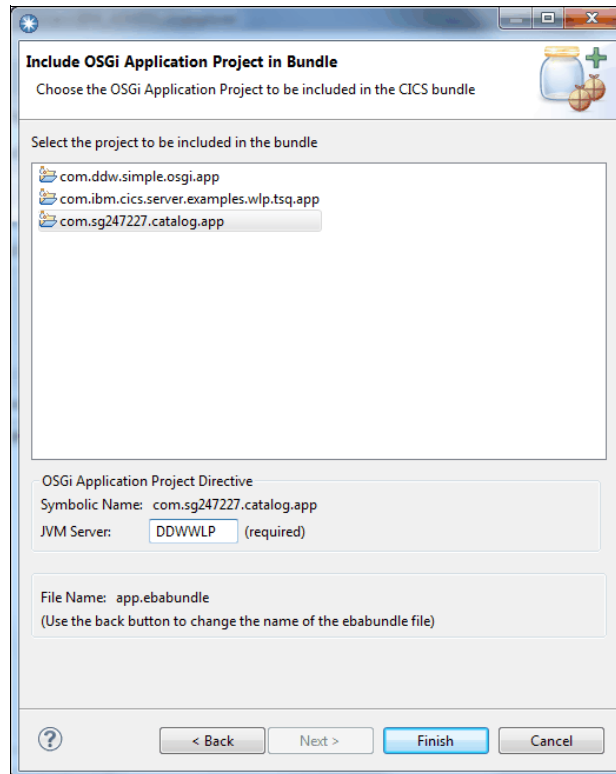 Include OSGi Application Project in Bundle
Choose the OSGi Application Project to be included in the CICS bundle
Select the project to be included in the bundle
com.ddw.simple.osgi.app
com.ibm.cics.server.examples.wlp.tsq.app
com.sg247227.catalog.app
OSGi Application Project Directive
Symbolic Name: com.sg247227.catalog.app
JVM Server: DDWWLP (required)
File Name: app.ebabundle
(Use the back button to change the name of the ebabundle file)
? < Back Next > Finish Cancel